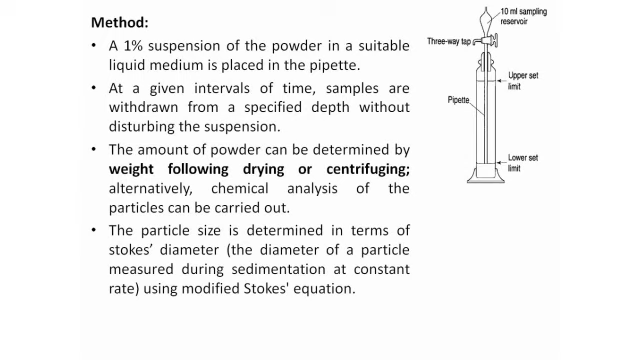 Method:
• A 1% suspension of the powder in a suitable
liquid medium is placed in the pipette.
• At a given intervals of time, samples are
withdrawn from a specified depth without
disturbing the suspension.
• The amount of powder can be determined by
weight following drying or centrifuging;
alternatively, chemical analysis of the
particles can be carried out.
• The particle size is determined in terms of
stokes’ diameter (the diameter of a particle
measured during sedimentation at constant
rate) using modified Stokes' equation.
10 ml sampling
reservoir
Three-way tap
Upper set
limit
Pipette
Lower set
limit